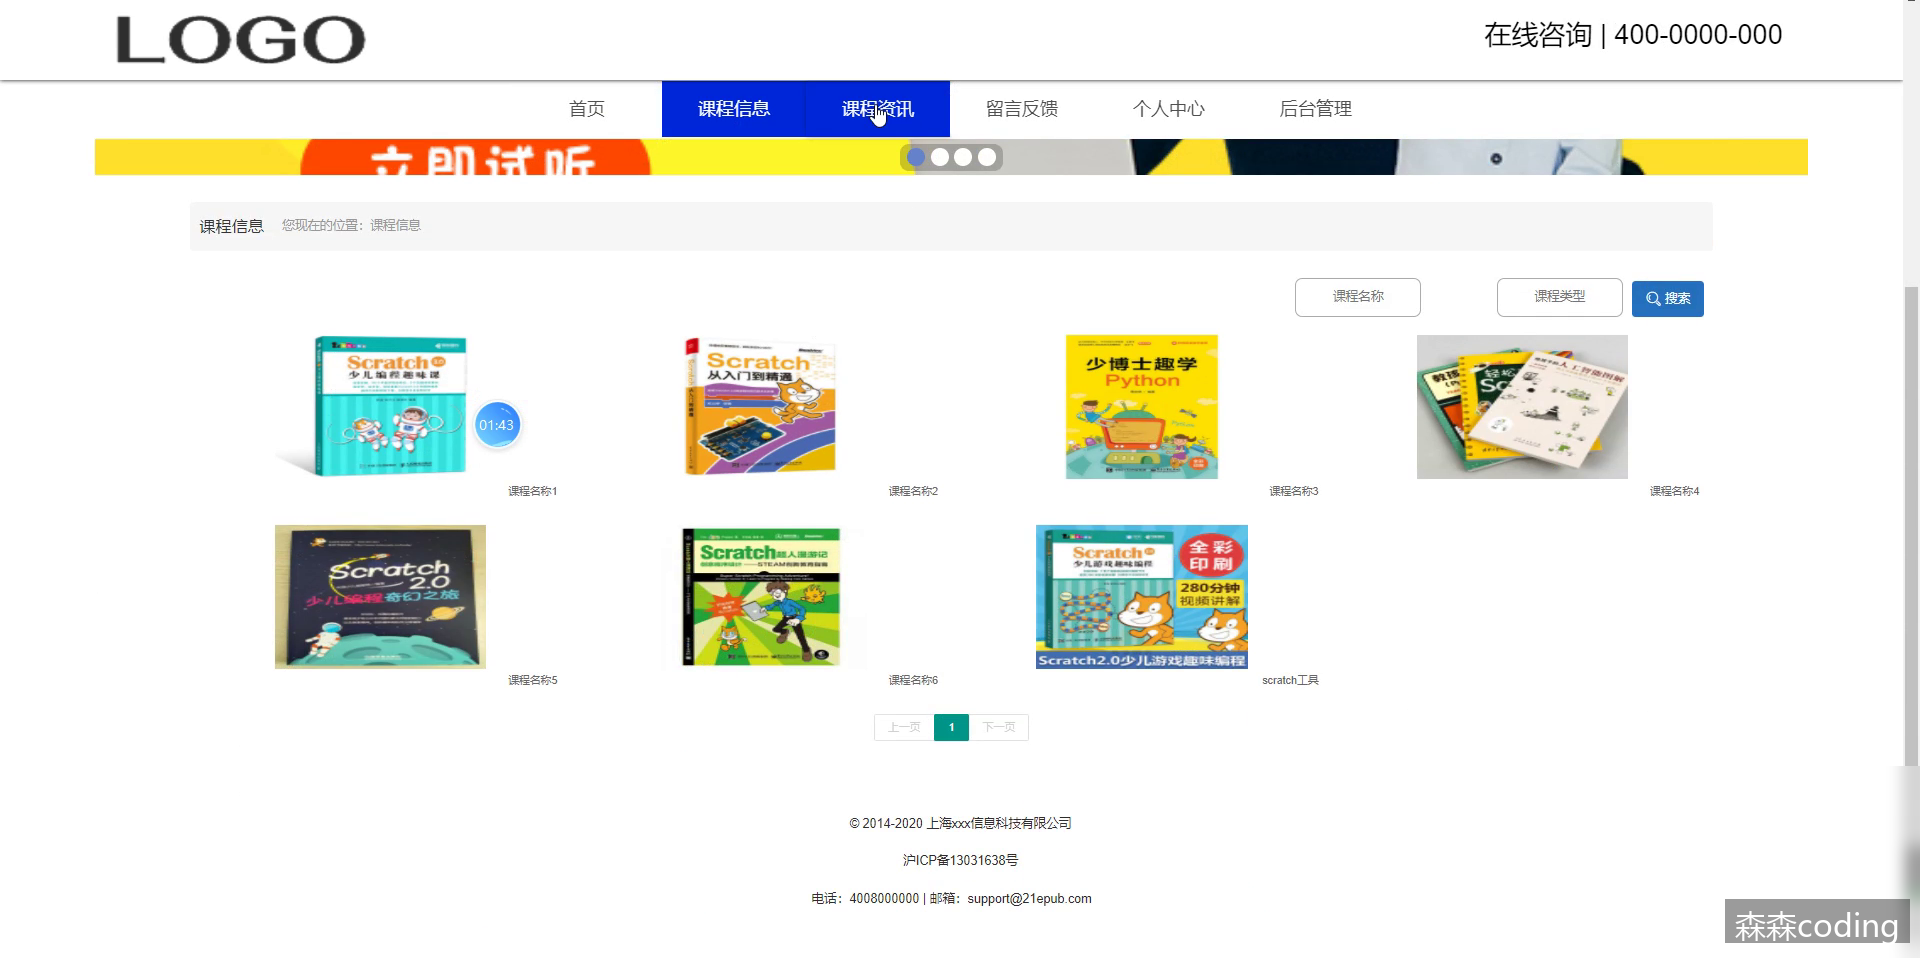 LOGO
在线咨询 | 400-0000-000
首页
课程信息
课程资讯
留言反馈
个人中心
后台管理
立即试听
课程信息
您现在的位置：课程信息
课程名称
课程类型
搜索
Scratch
少儿编程趣味课
01:43
课程名称1
Scratch
从入门到精通
课程名称2
少博士趣学
Python
课程名称3
课程名称4
Scratch
2.0
少儿编程奇幻之旅
课程名称5
Scratch超人漫游记
课程名称6
Scratch
少儿游戏趣味编程
全彩
印刷
280分钟
视频讲解
Scratch2.0少儿游戏趣味编程
scratch工具
上一页
1
下一页
© 2014-2020 上海xxx信息科技有限公司
沪ICP备13031638号
电话：4008000000 | 邮箱：support@21epub.com
森森coding